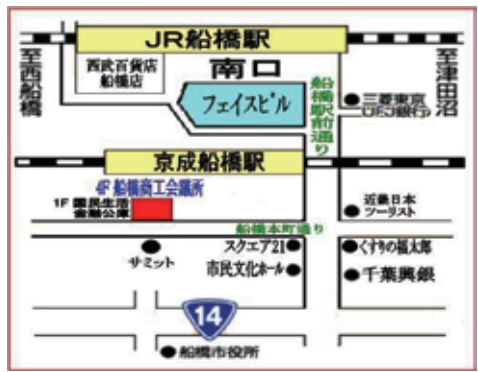 JR船橋駅
至西船橋
西武百貨店
船橋店
南口
至津田沼
フェイスビル
船橋駅前通り
三菱東京
UFJ銀行
京成船橋駅
4F 船橋商工会議所
1F 国民生活
金融公庫
近畿日本
ツーリスト
船橋本町通り
サミット
スクエア21
くすりの福太郎
市民文化ホール
千葉興銀
14
船橋市役所